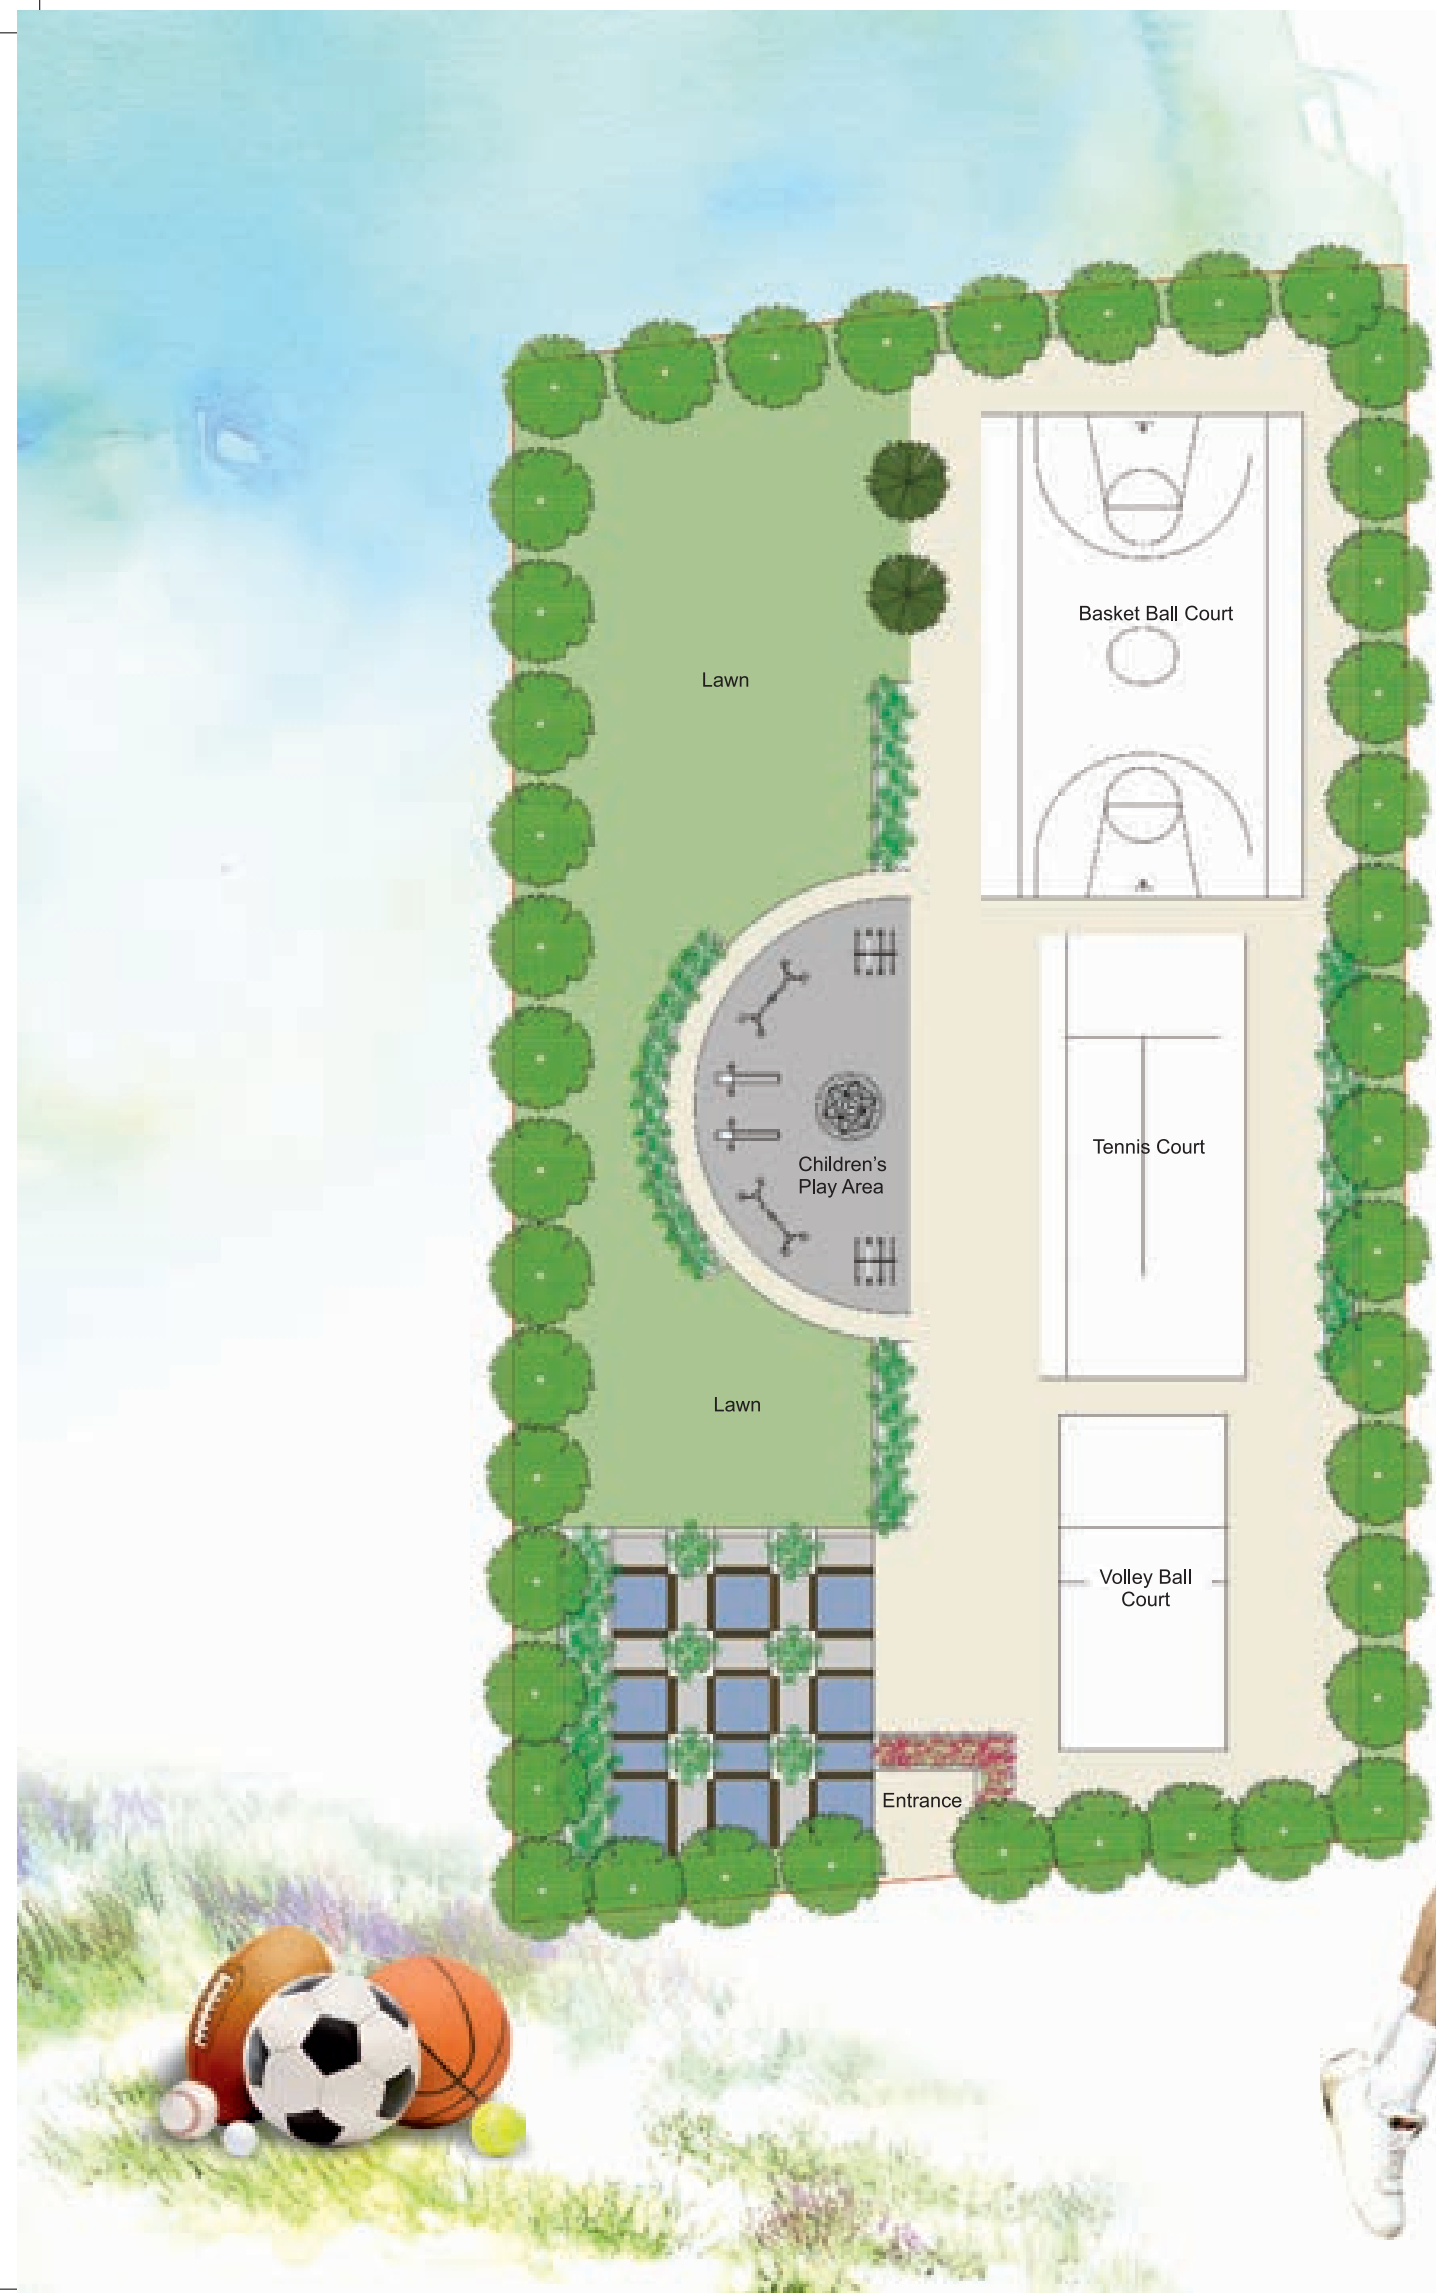 Basket Ball Court
Lawn
Tennis Court
Children's
Play Area
Lawn
Volley Ball
Court
Entrance